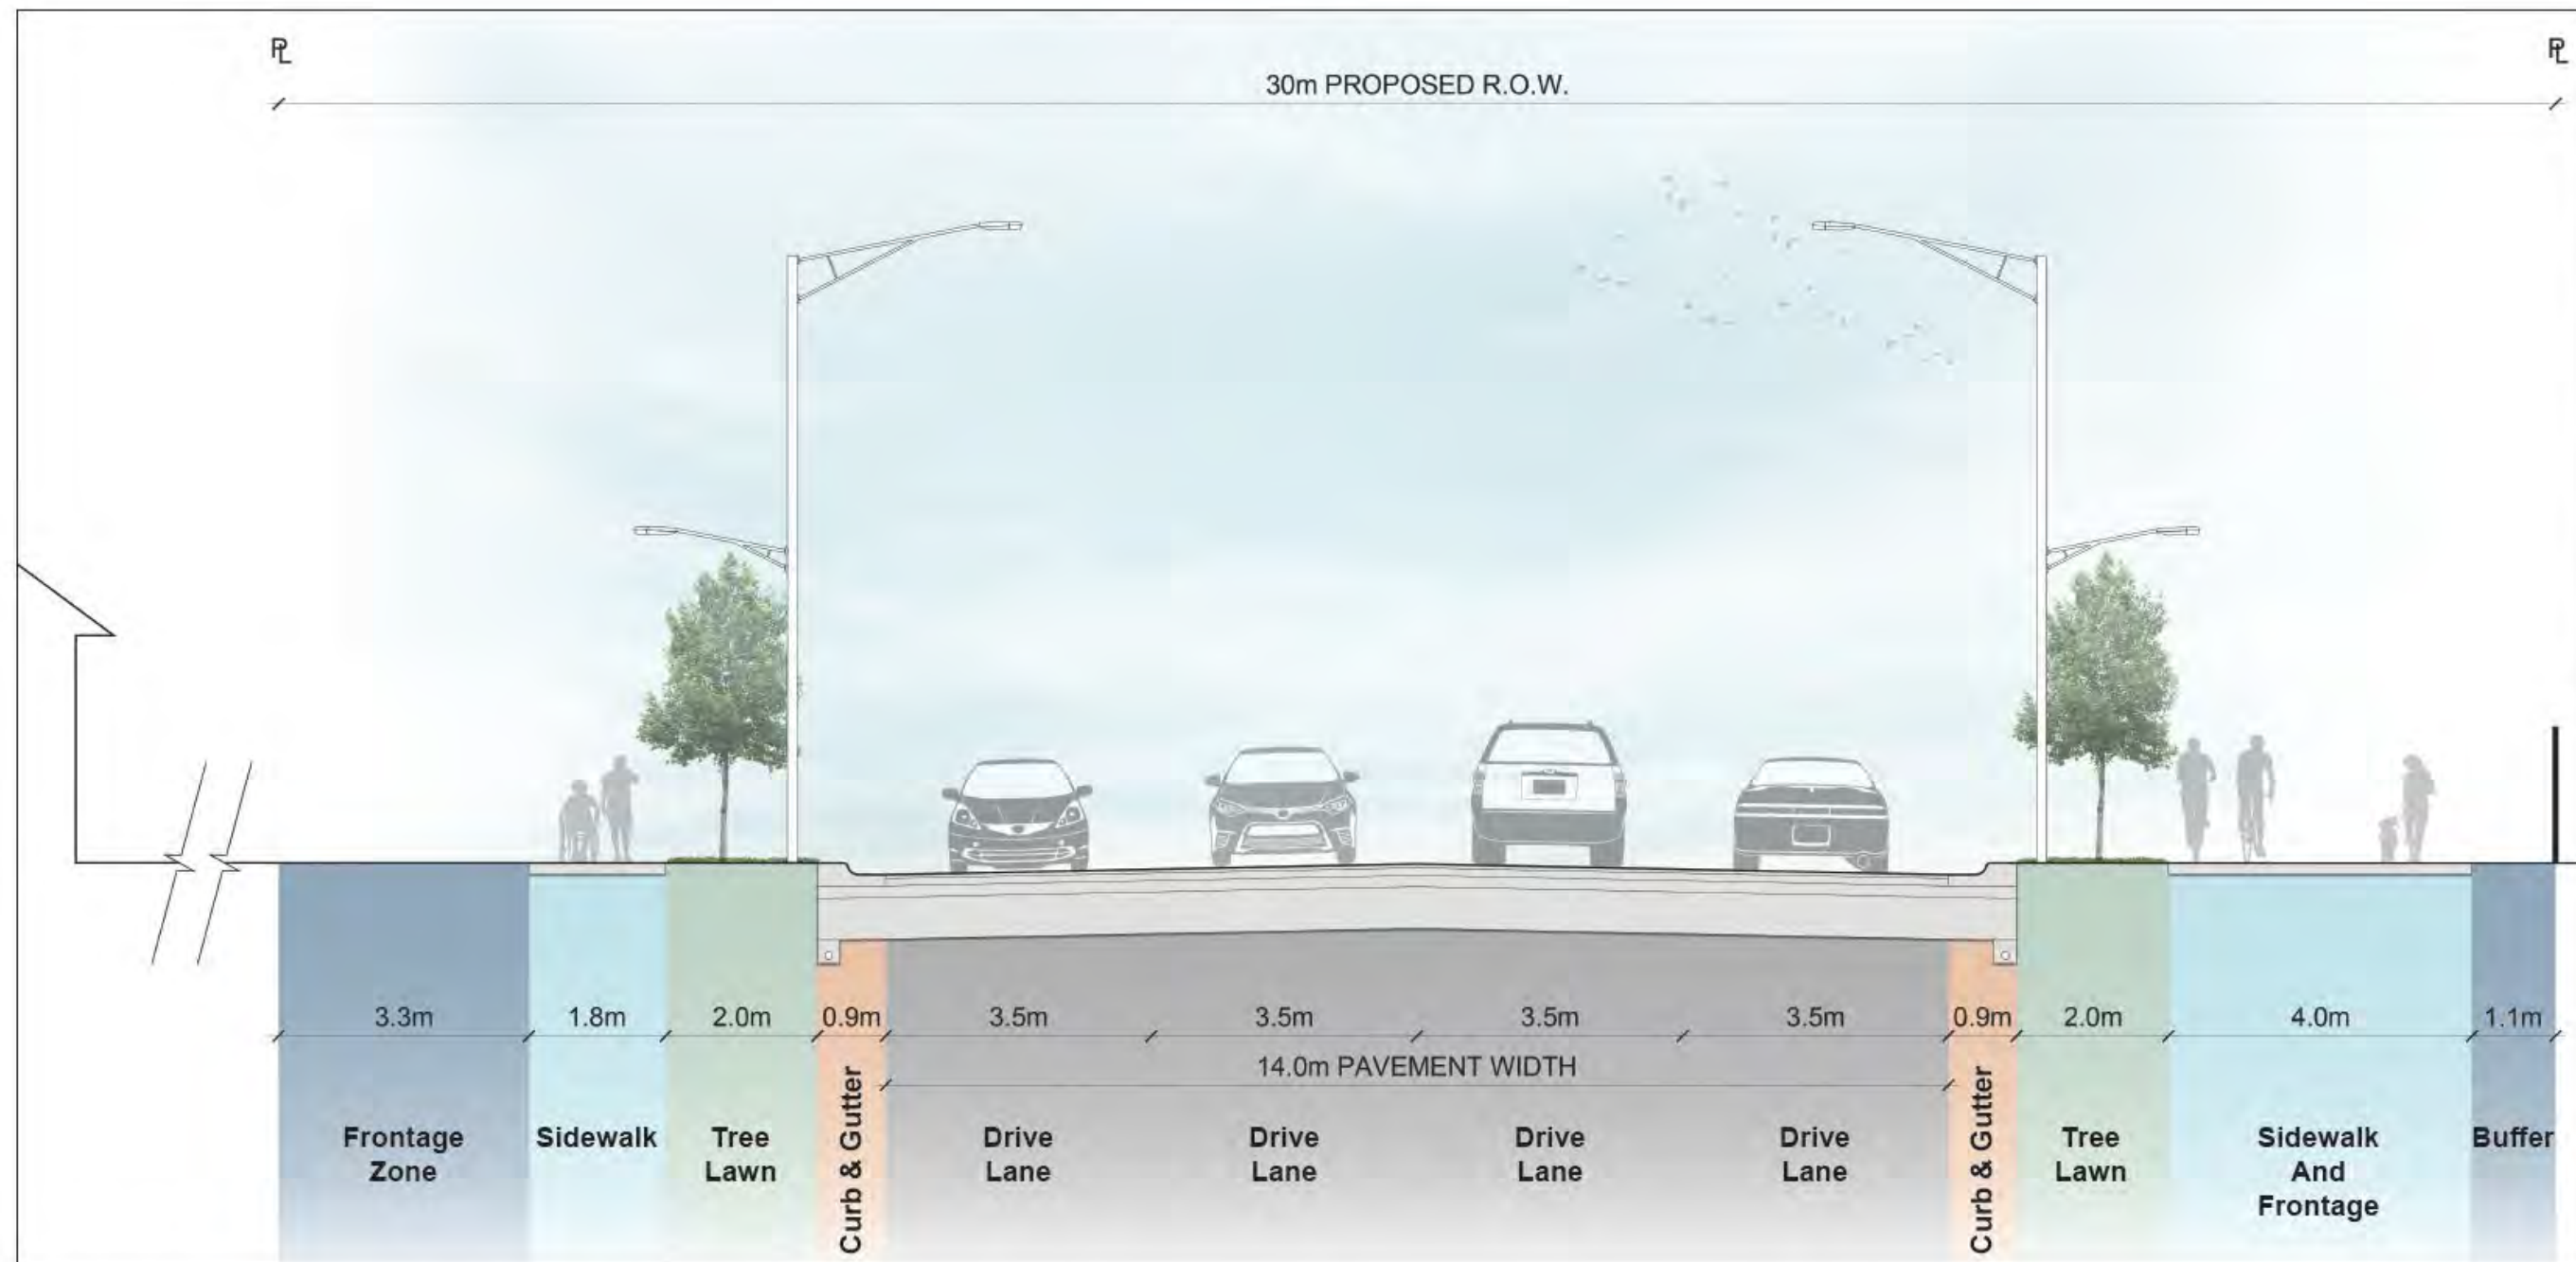 PL
PL
30m PROPOSED R.O.W.
3.3m
1.8m
2.0m
0.9m
3.5m
3.5m
3.5m
3.5m
0.9m
2.0m
4.0m
1.1m
14.0m PAVEMENT WIDTH
Frontage
Zone
Sidewalk
Tree
Lawn
Curb & Gutter
Drive
Lane
Drive
Lane
Drive
Lane
Drive
Lane
Curb & Gutter
Tree
Lawn
Sidewalk
And
Frontage
Buffer